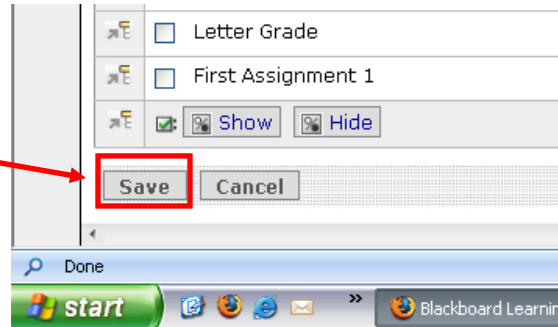 Letter Grade
First Assignment 1
Show Hide
Save Cancel
Done
start » Blackboard Learnin